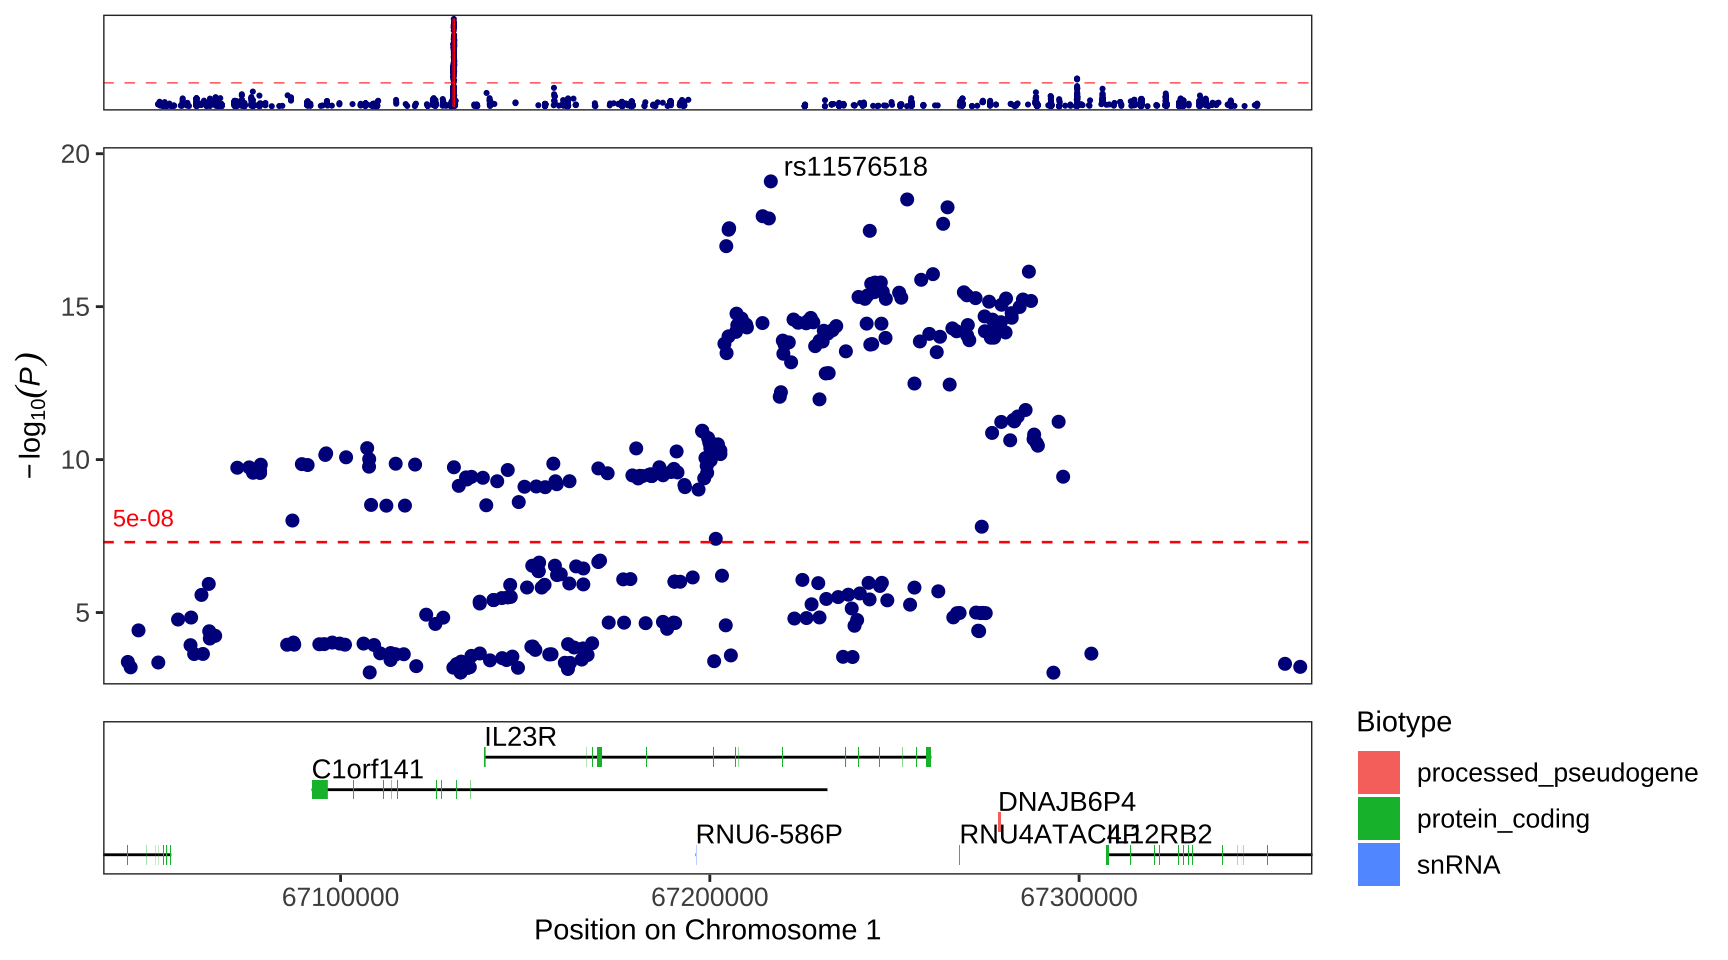 20
rs11576518
15
−log10(P)
10
5e-08
5
IL23R
C1orf141
DNAJB6P4
RNU6-586P
12RB2
67100000
67200000
67300000
Position on Chromosome 1
Biotype
processed_pseudogene
protein_coding
snRNA